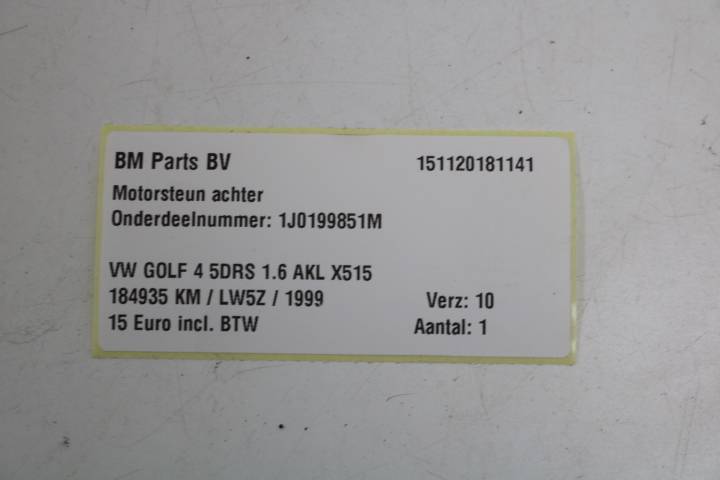 BM Parts BV 151120181141
Motorsteun achter
Onderdeelnummer: 1J0199851M
VW GOLF 4 5DRS 1.6 AKL X515
184935 KM / LW5Z / 1999 Verz: 10
15 Euro incl. BTW Aantal: 1